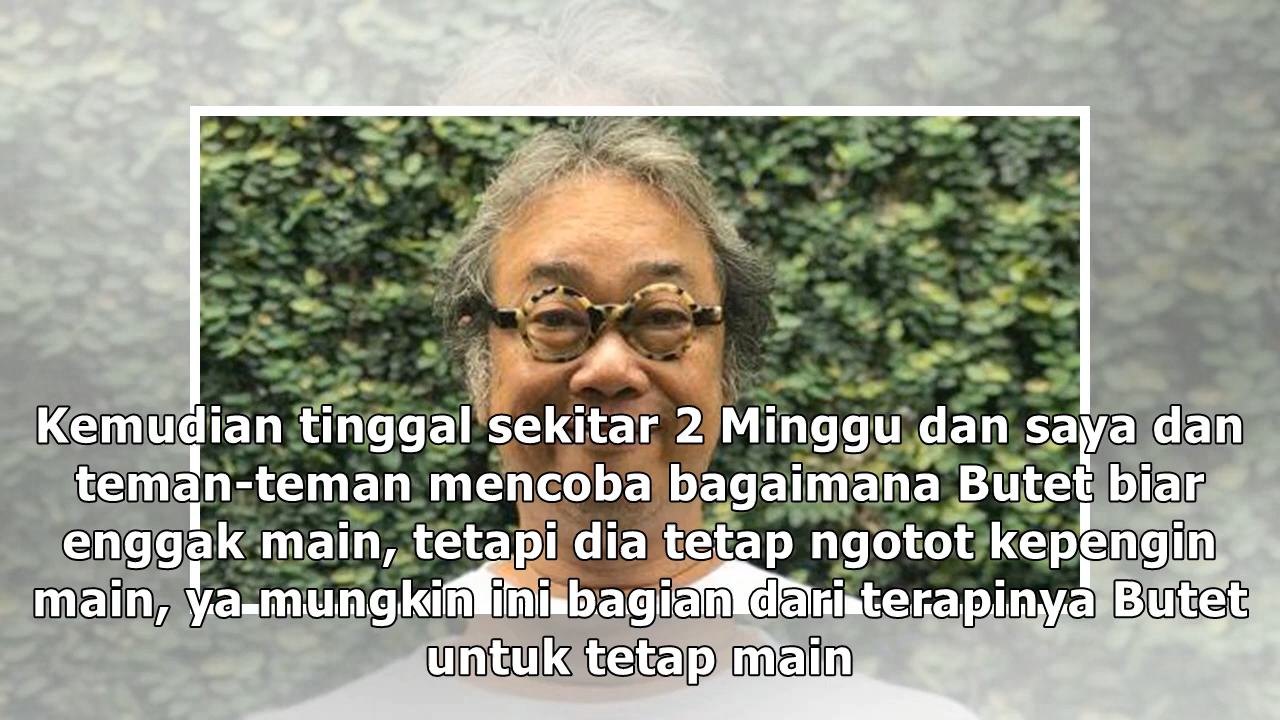 Kemudian tinggal sekitar 2 Minggu dan saya dan
teman-teman mencoba bagaimana Butet biar
enggak main, tetapi dia tetap ngotot kepengin
main, ya mungkin ini bagian dari terapinya Butet
untuk tetap main